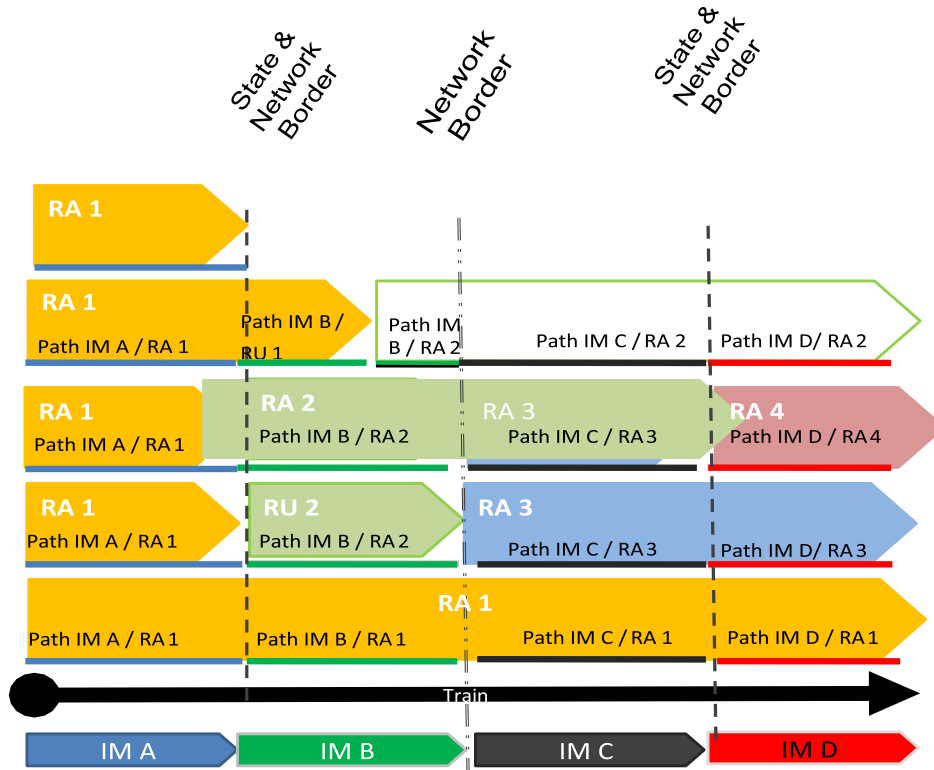 State &
Network
Border
Network
Border
State &
Network
Border
RA 1
RA 1
Path IM A / RA 1
Path IM B /
RU 1
Path IM
B / RA 2
Path IM C / RA 2
Path IM D/ RA 2
RA 1
Path IM A / RA 1
RA 2
Path IM B / RA 2
RA 3
Path IM C / RA 3
RA 4
Path IM D / RA 4
RA 1
Path IM A / RA 1
RU 2
Path IM B / RA 2
RA 3
Path IM C / RA 3
Path IM D/ RA 3
RA 1
Path IM A / RA 1
Path IM B / RA 1
Path IM C / RA 1
Path IM D / RA 1
Train
IM A
IM B
IM C
IM D